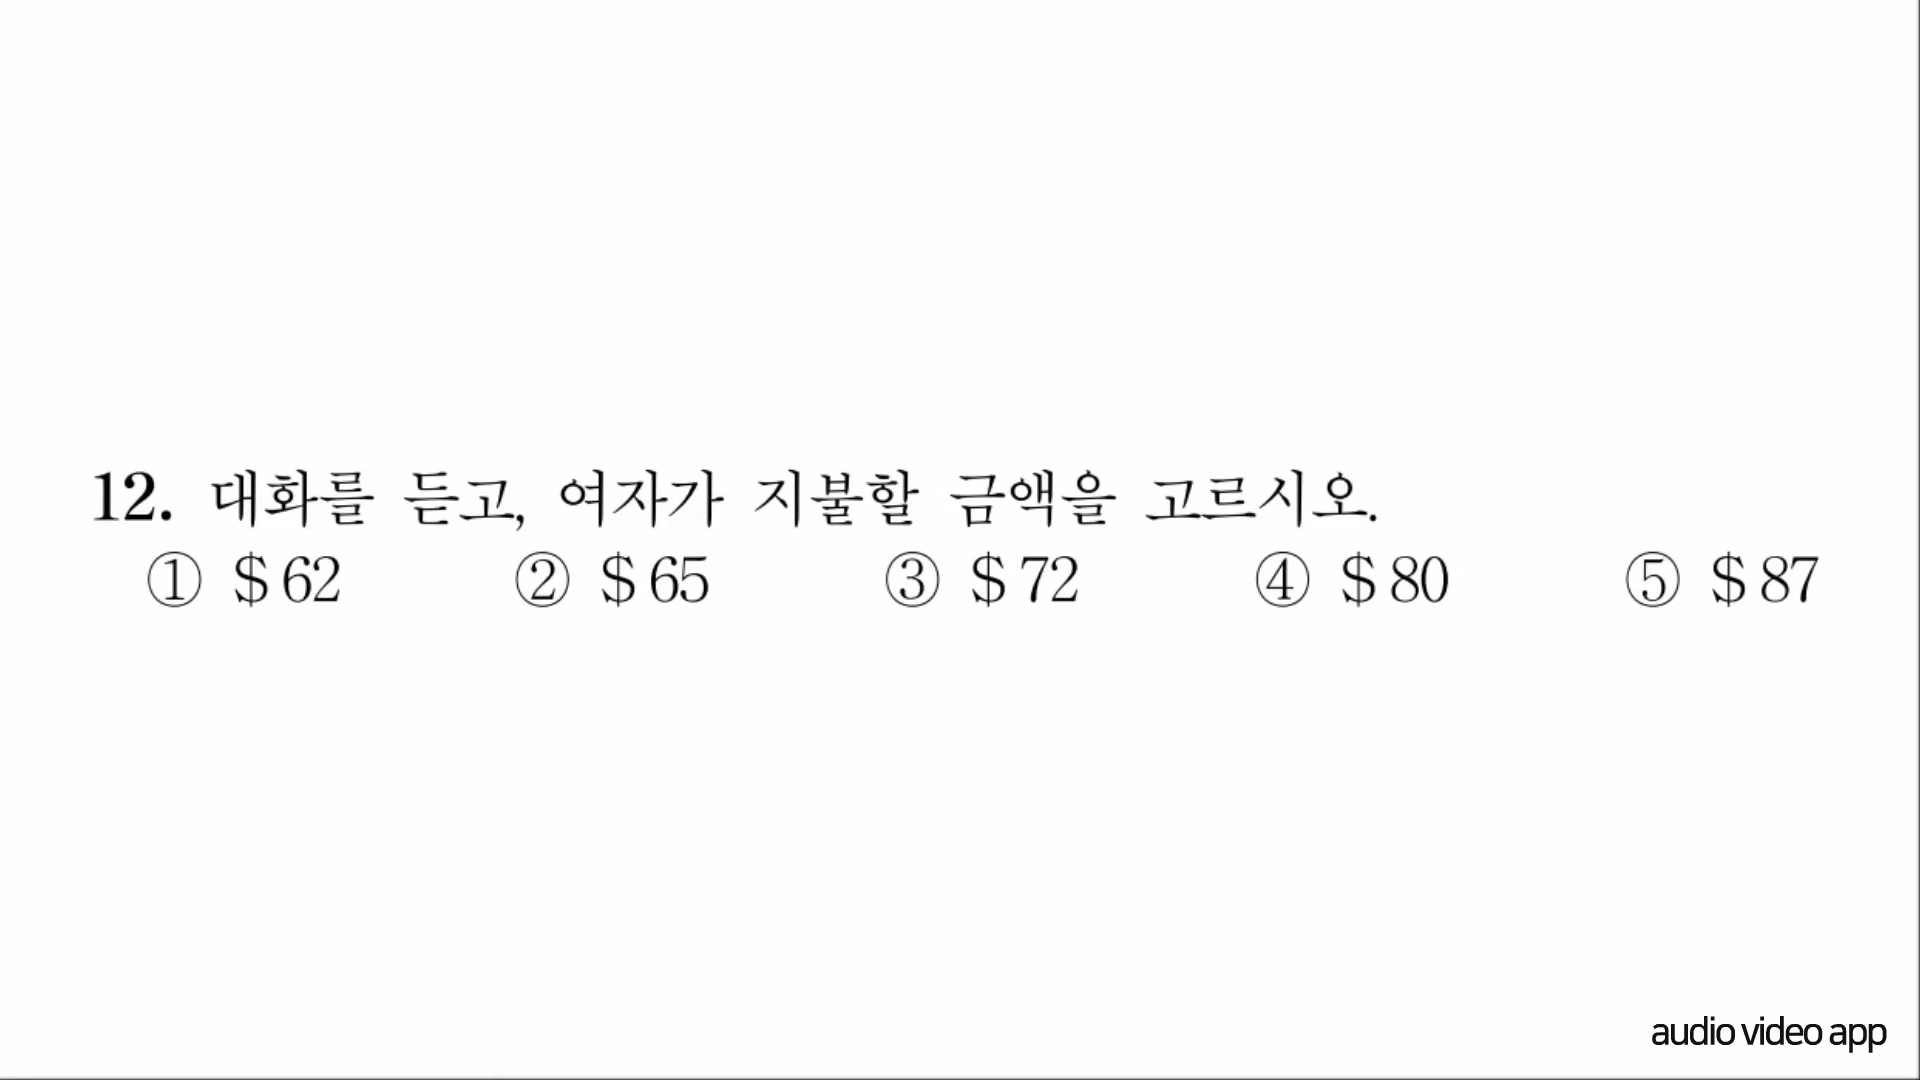 12. 대화를 듣고, 여자가 지불할 금액을 고르시오.
① $62 ② $65 ③ $72 ④ $80 ⑤ $87
audio video app